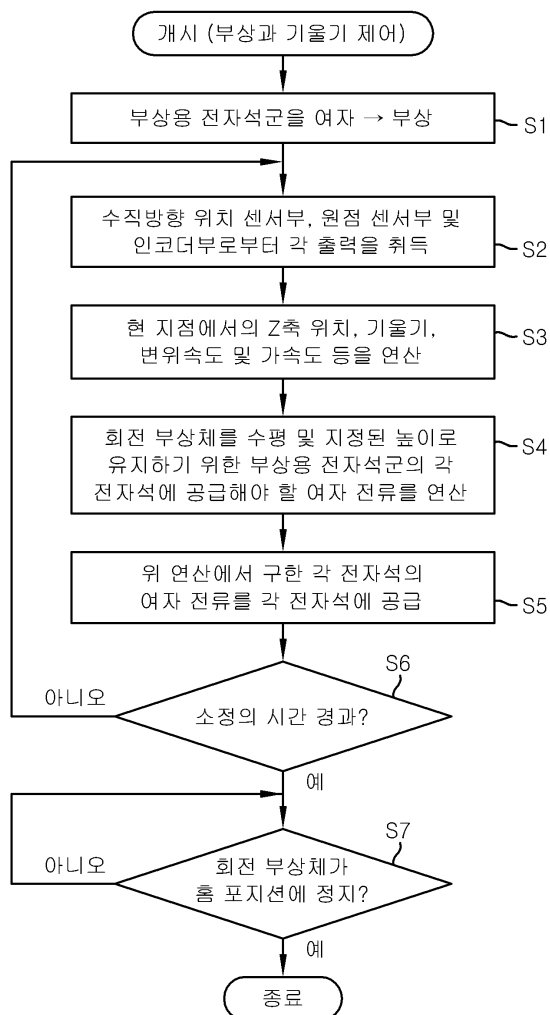 개시 (부상과 기울기 제어)
부상용 전자석군을 여자 → 부상
S1
수직방향 위치 센서부, 원점 센서부 및
인코더부로부터 각 출력을 취득
S2
현 지점에서의 Z축 위치, 기울기,
변위속도 및 가속도 등을 연산
S3
회전 부상체를 수평 및 지정된 높이로
유지하기 위한 부상용 전자석군의 각
전자석에 공급해야 할 여자 전류를 연산
S4
위 연산에서 구한 각 전자석의
여자 전류를 각 전자석에 공급
S5
S6
아니오
소정의 시간 경과?
예
S7
아니오
회전 부상체가
홈 포지션에 정지?
예
종료